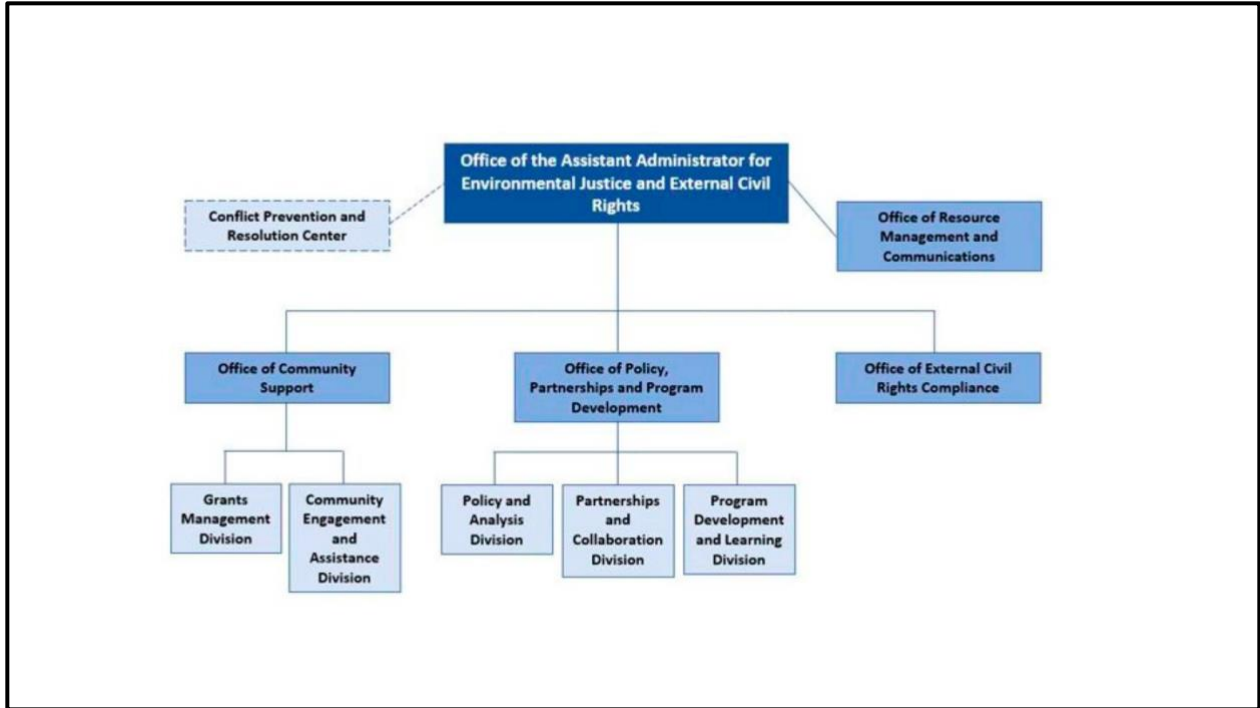 Office of the Assistant Administrator for
Environmental Justice and External Civil
Rights
Conflict Prevention and
Resolution Center
Office of Resource
Management and
Communications
Office of Community
Support
Office of Policy,
Partnerships and Program
Development
Office of External Civil
Rights Compliance
Grants
Management
Division
Community
Engagement
and
Assistance
Division
Policy and
Analysis
Division
Partnerships
and
Collaboration
Division
Program
Development
and Learning
Division